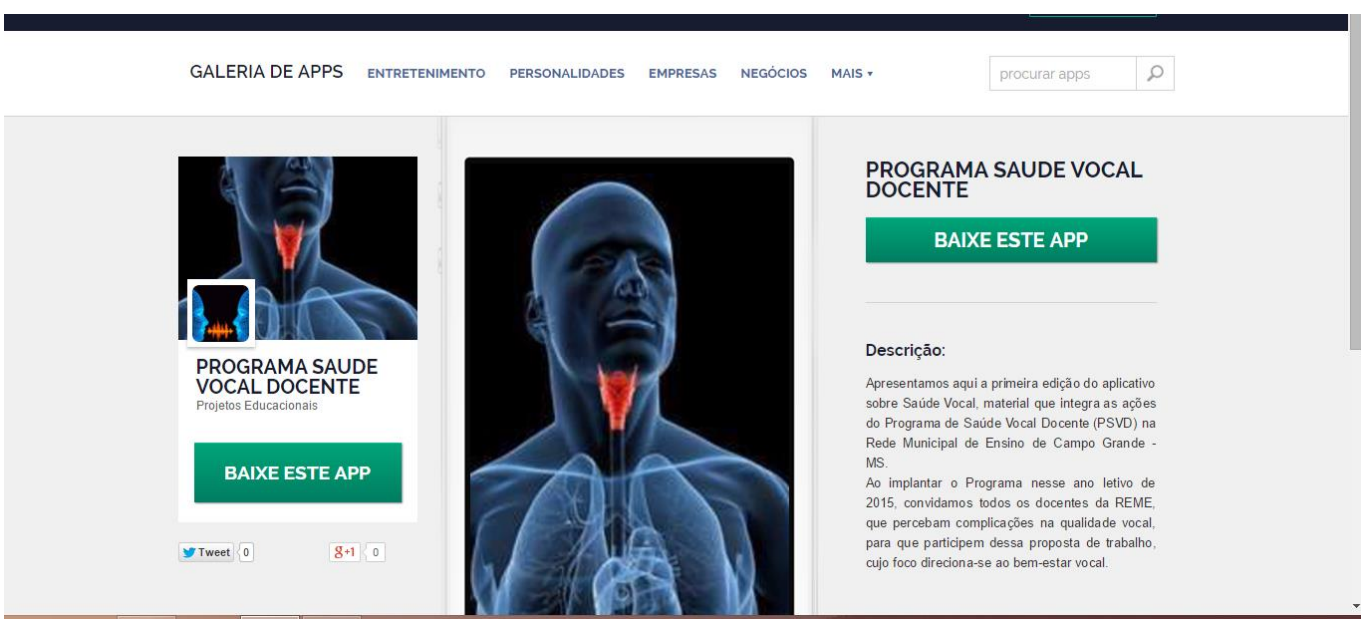 GALERIA DE APPS ENTRETENIMENTO PERSONALIDADES EMPRESAS NEGÓCIOS MAIS ▾ procurar apps
PROGRAMA SAUDE
VOCAL DOCENTE
Projetos Educacionais
BAIXE ESTE APP
Tweet 0 g+1 0
PROGRAMA SAUDE VOCAL
DOCENTE
BAIXE ESTE APP
Descrição:
Apresentamos aqui a primeira edição do aplicativo
sobre Saúde Vocal, material que integra as ações
do Programa de Saúde Vocal Docente (PSVD) na
Rede Municipal de Ensino de Campo Grande -
MS.
Ao implantar o Programa nesse ano letivo de
2015, convidamos todos os docentes da REME,
que percebam complicações na qualidade vocal,
para que participem dessa proposta de trabalho,
cujo foco direciona-se ao bem-estar vocal.